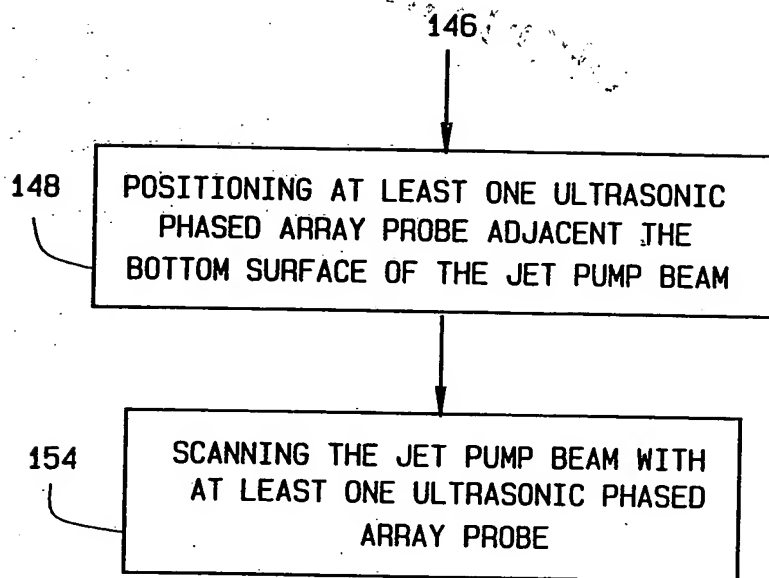 146
148
POSITIONING AT LEAST ONE ULTRASONIC
PHASED ARRAY PROBE ADJACENT THE
BOTTOM SURFACE OF THE JET PUMP BEAM
154
SCANNING THE JET PUMP BEAM WITH
AT LEAST ONE ULTRASONIC PHASED
ARRAY PROBE